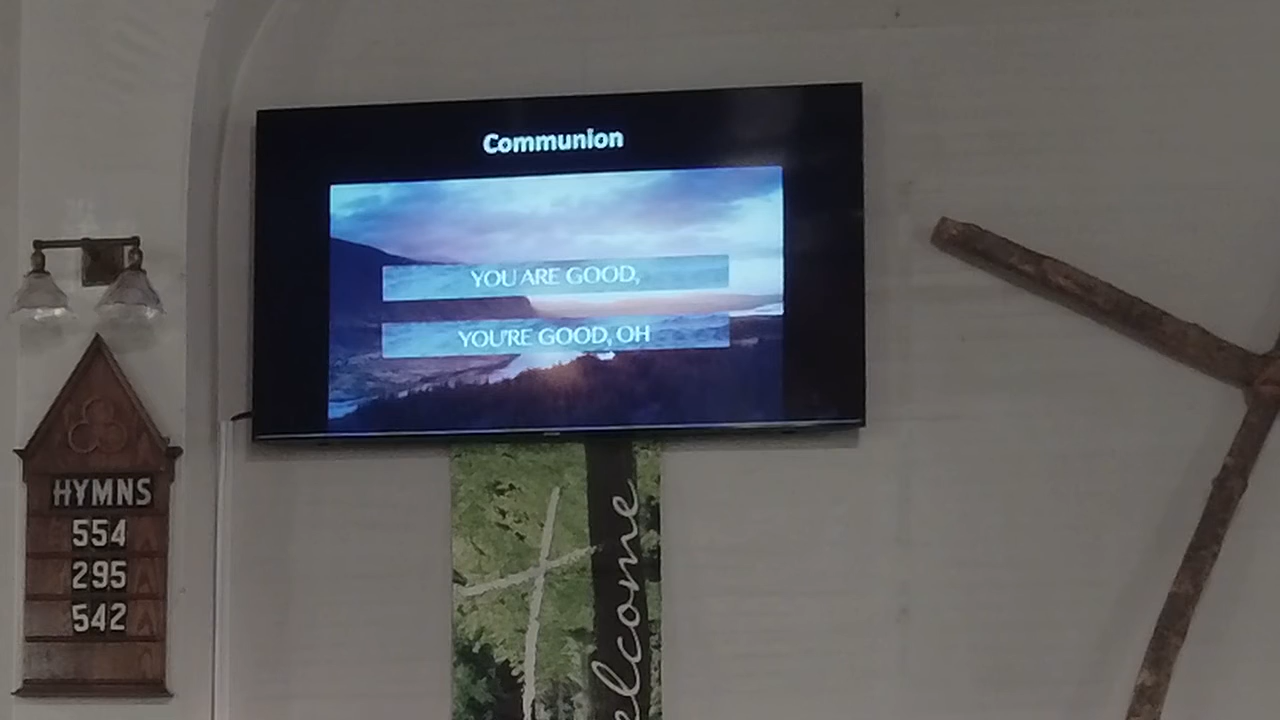 Communion
YOU ARE GOOD,
YOU'RE GOOD, OH
HYMNS
554
295
542
elcome